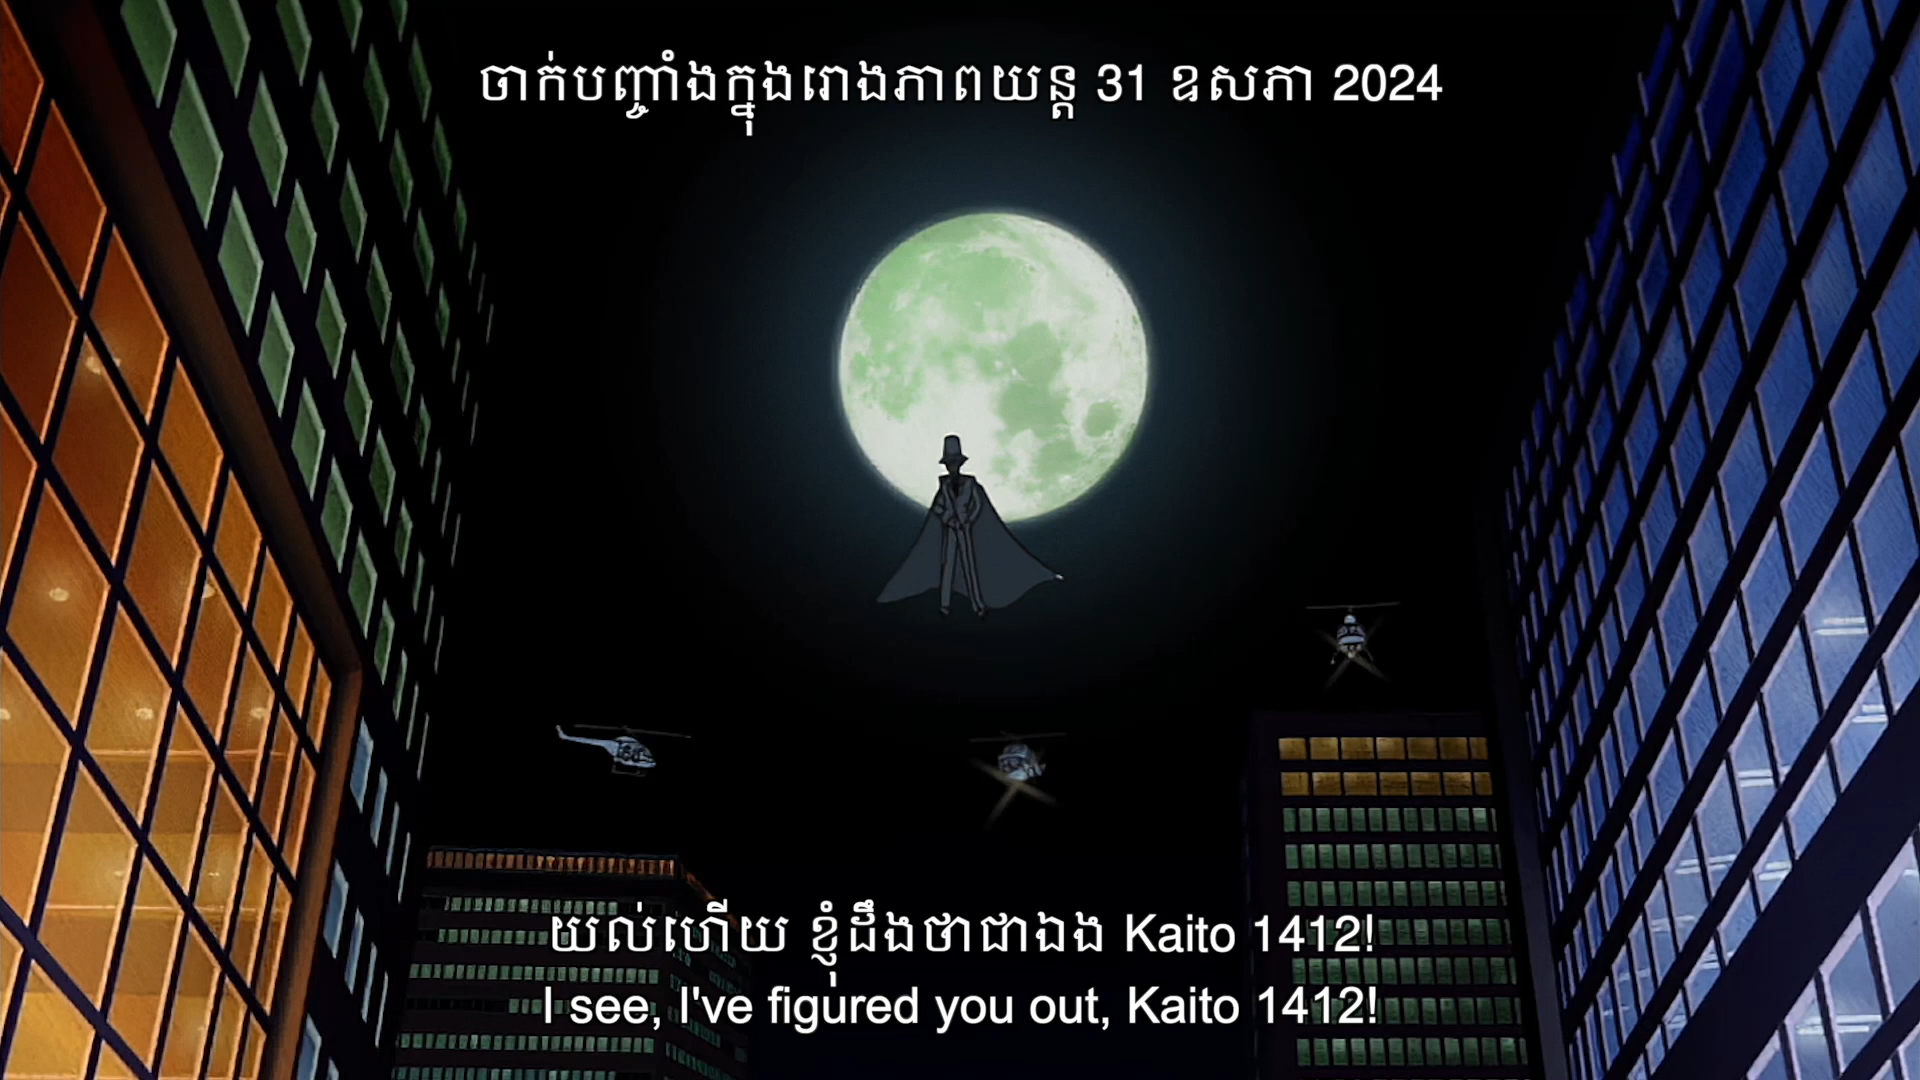 ចាក់បញ្ចាំងក្នុងរោងភាពយន្ត 31 ឧសភា 2024
យល់ហើយ ខ្ញុំដឹងថាជាឯង Kaito 1412!
I see, I've figured you out, Kaito 1412!